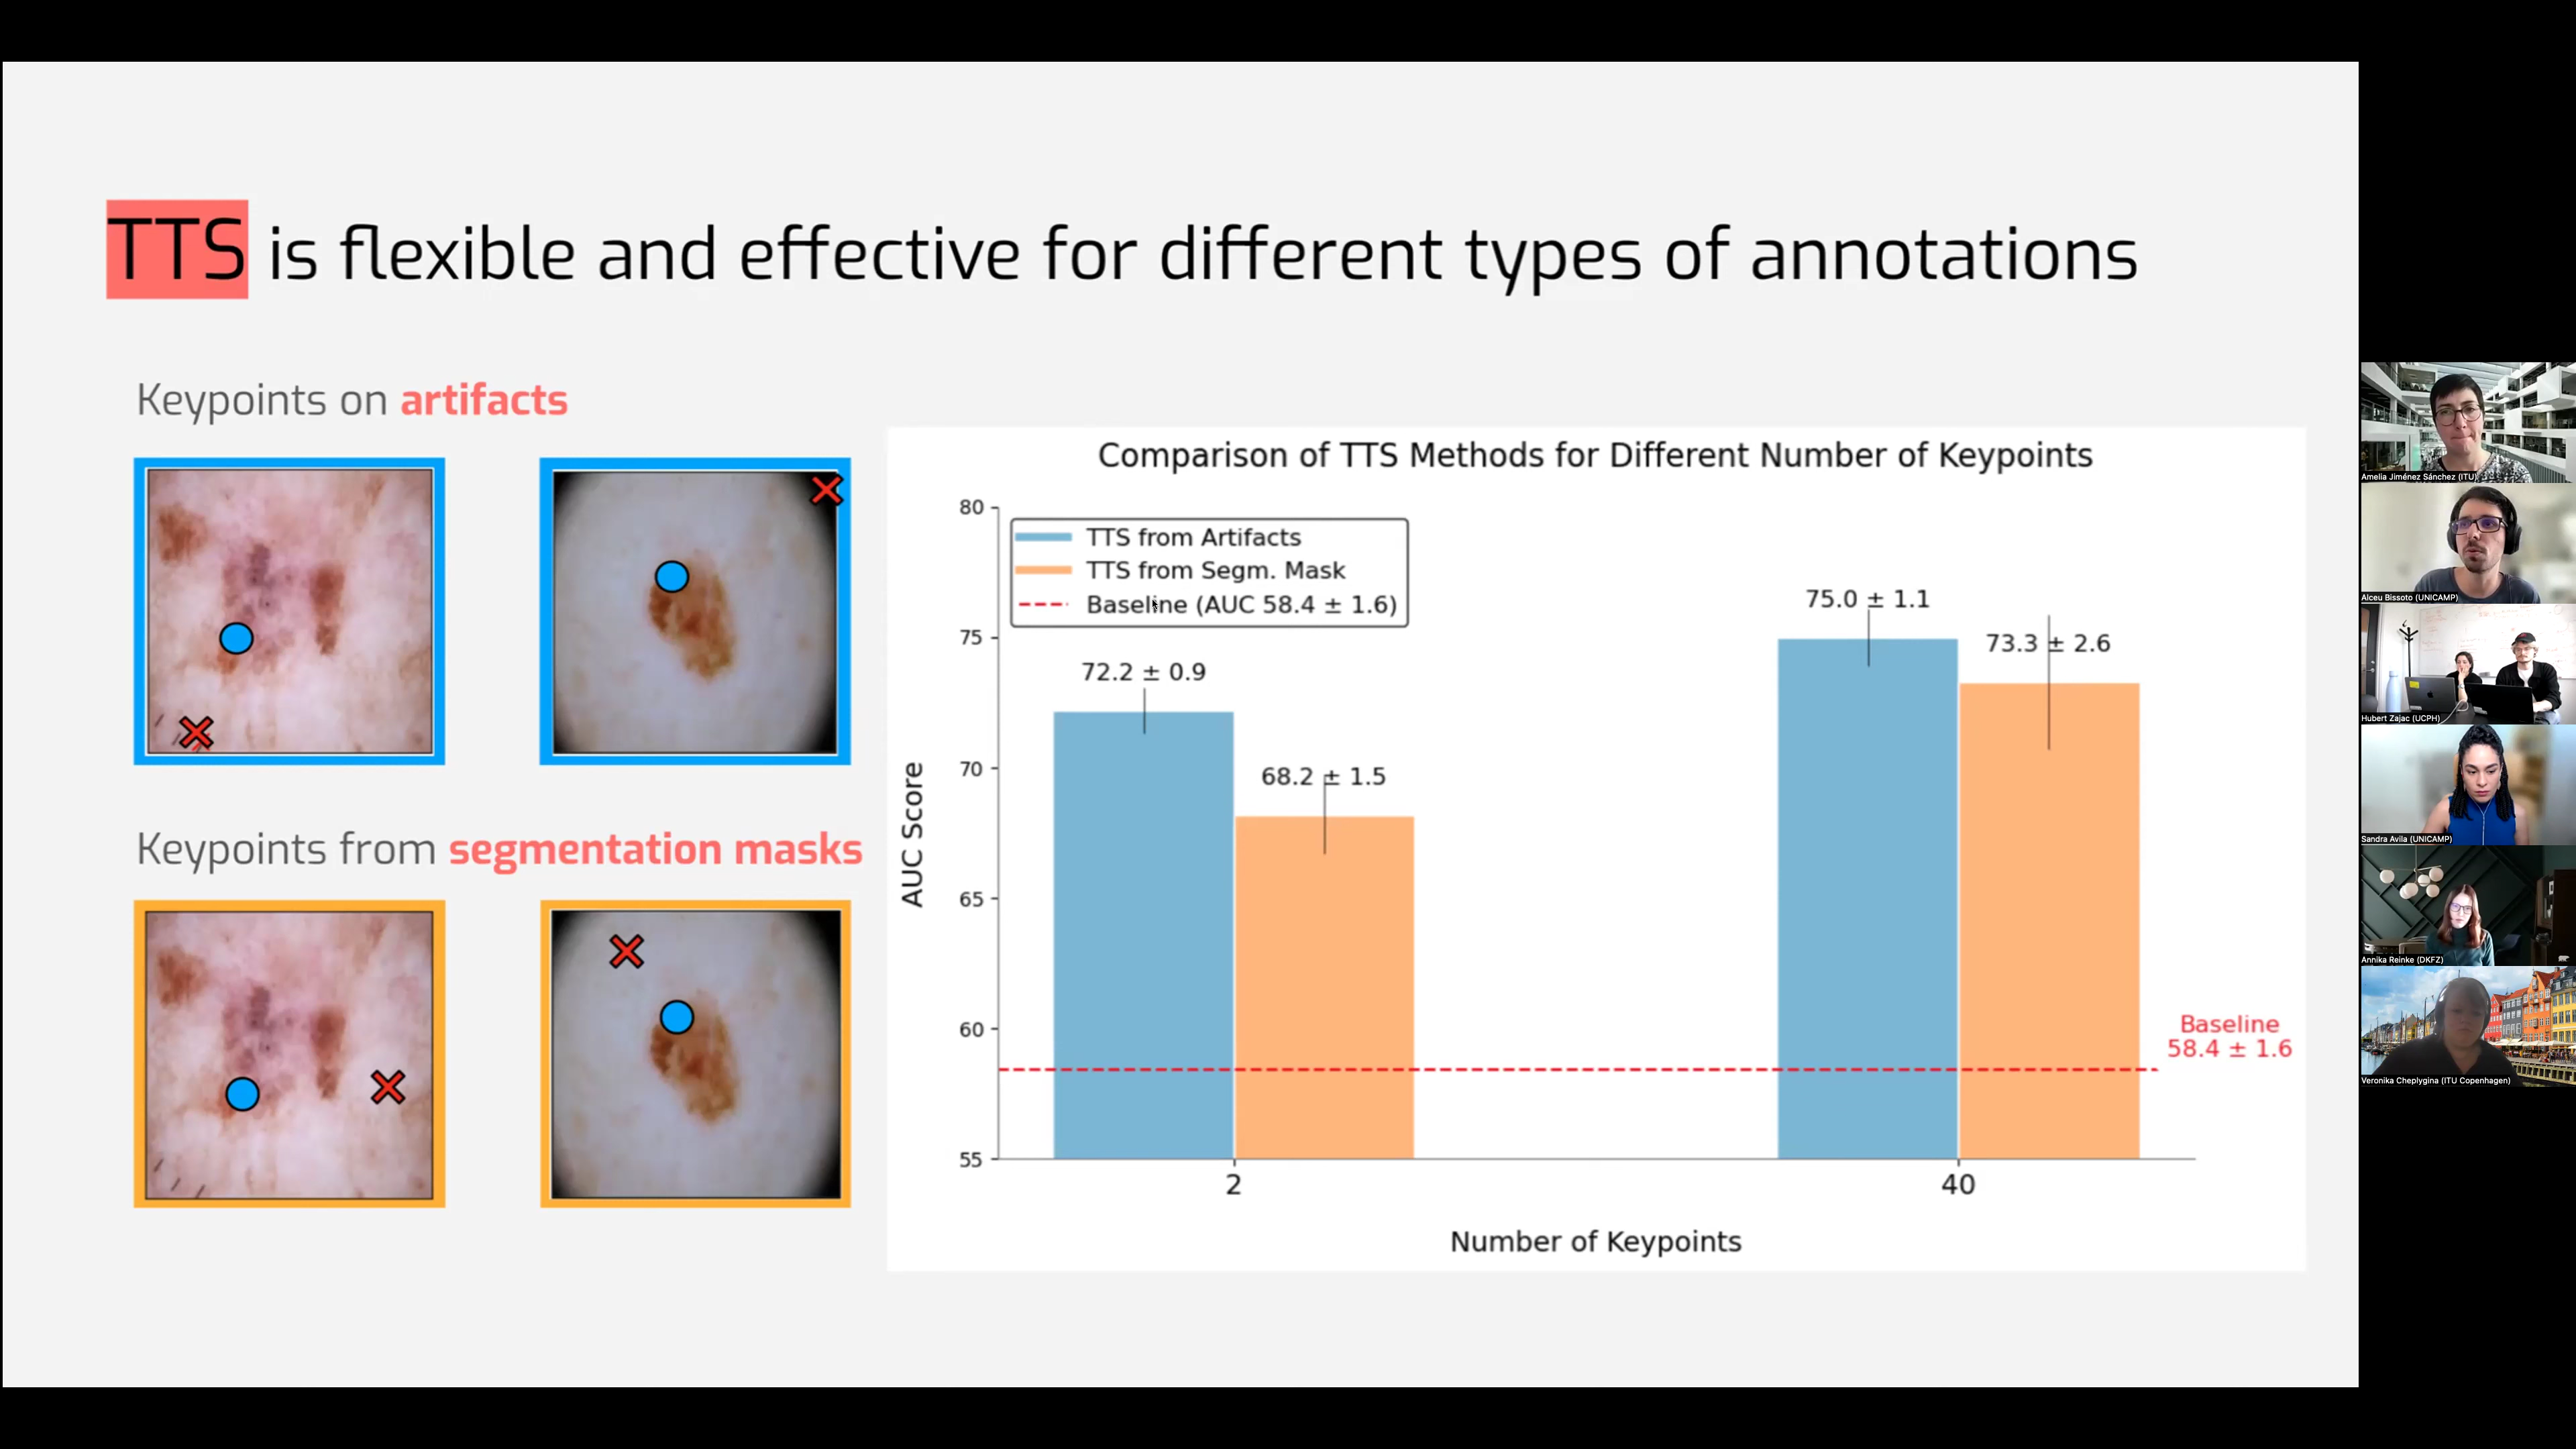 TTS is flexible and effective for different types of annotations
Keypoints on artifacts
Keypoints from segmentation masks
Comparison of TTS Methods for Different Number of Keypoints
TTS from Artifacts
TTS from Segm. Mask
Baseline (AUC 58.4 ± 1.6)
80
75
70
65
60
55
AUC Score
72.2 ± 0.9
68.2 ± 1.5
75.0 ± 1.1
73.3 ± 2.6
Baseline
58.4 ± 1.6
2
40
Number of Keypoints
Amelia Jiménez Sánchez (ITU)
Alceu Bissoto (UNICAMP)
Hubert Zajac (UCPH)
Sandra Avila (UNICAMP)
Annika Reinke (DKFZ)
Veronika Cheplygina (ITU Copenhagen)